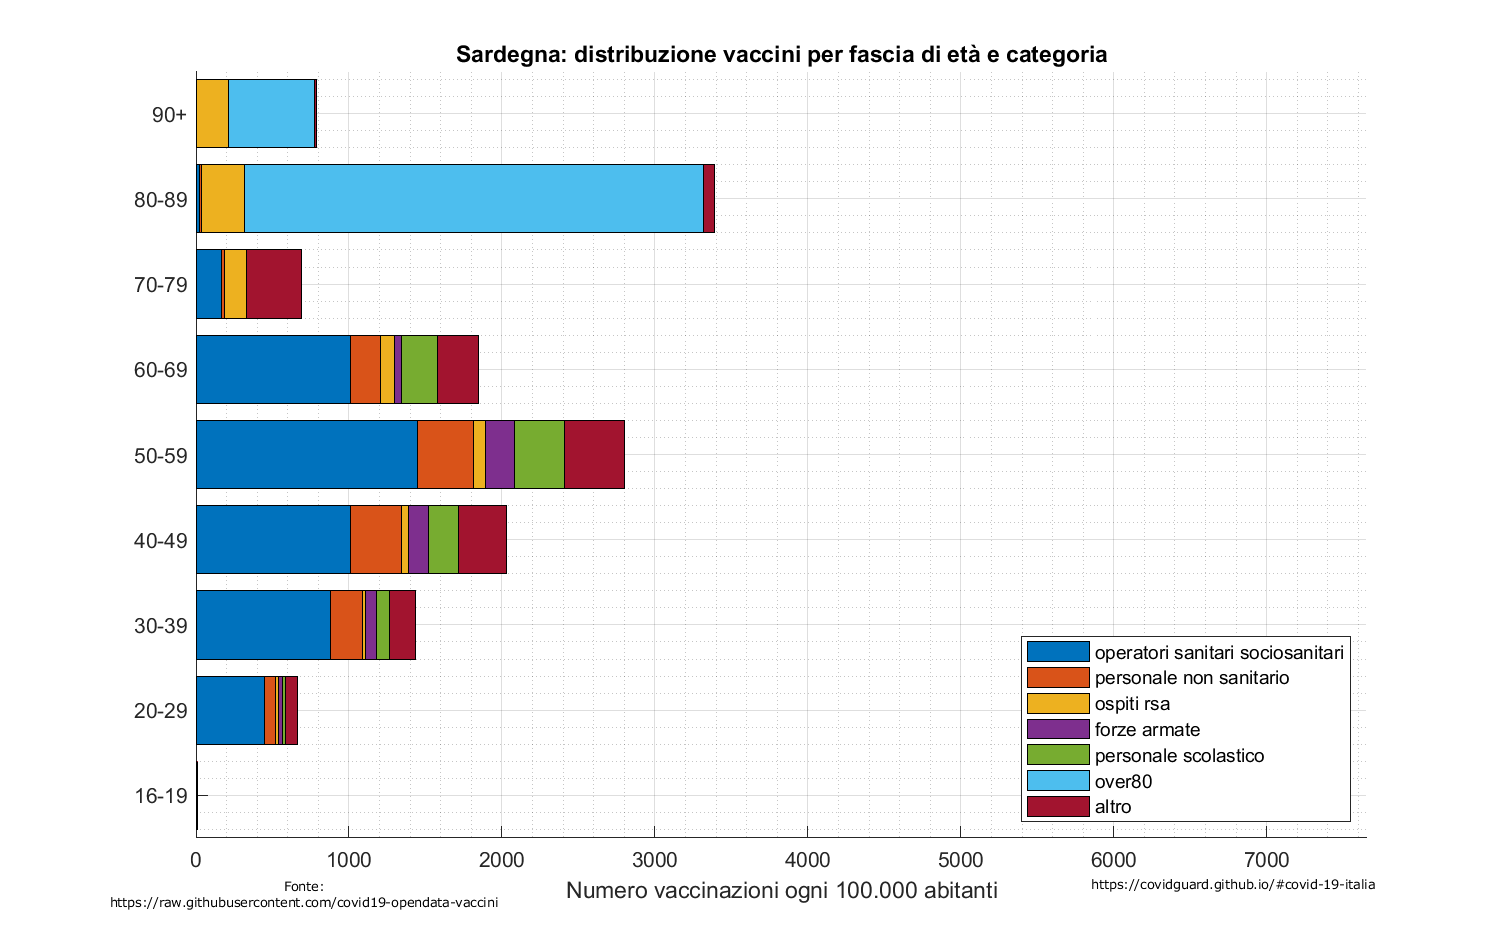 Sardegna: distribuzione vaccini per fascia di età e categoria
90+
80-89
70-79
60-69
50-59
40-49
30-39
20-29
16-19
operatori sanitari sociosanitari
personale non sanitario
ospiti rsa
forze armate
personale scolastico
over80
altro
0 1000 2000 3000 4000 5000 6000 7000
Numero vaccinazioni ogni 100.000 abitanti
Fonte:
https://raw.githubusercontent.com/covid19-opendata-vaccini
https://covidguard.github.io/#covid-19-italia